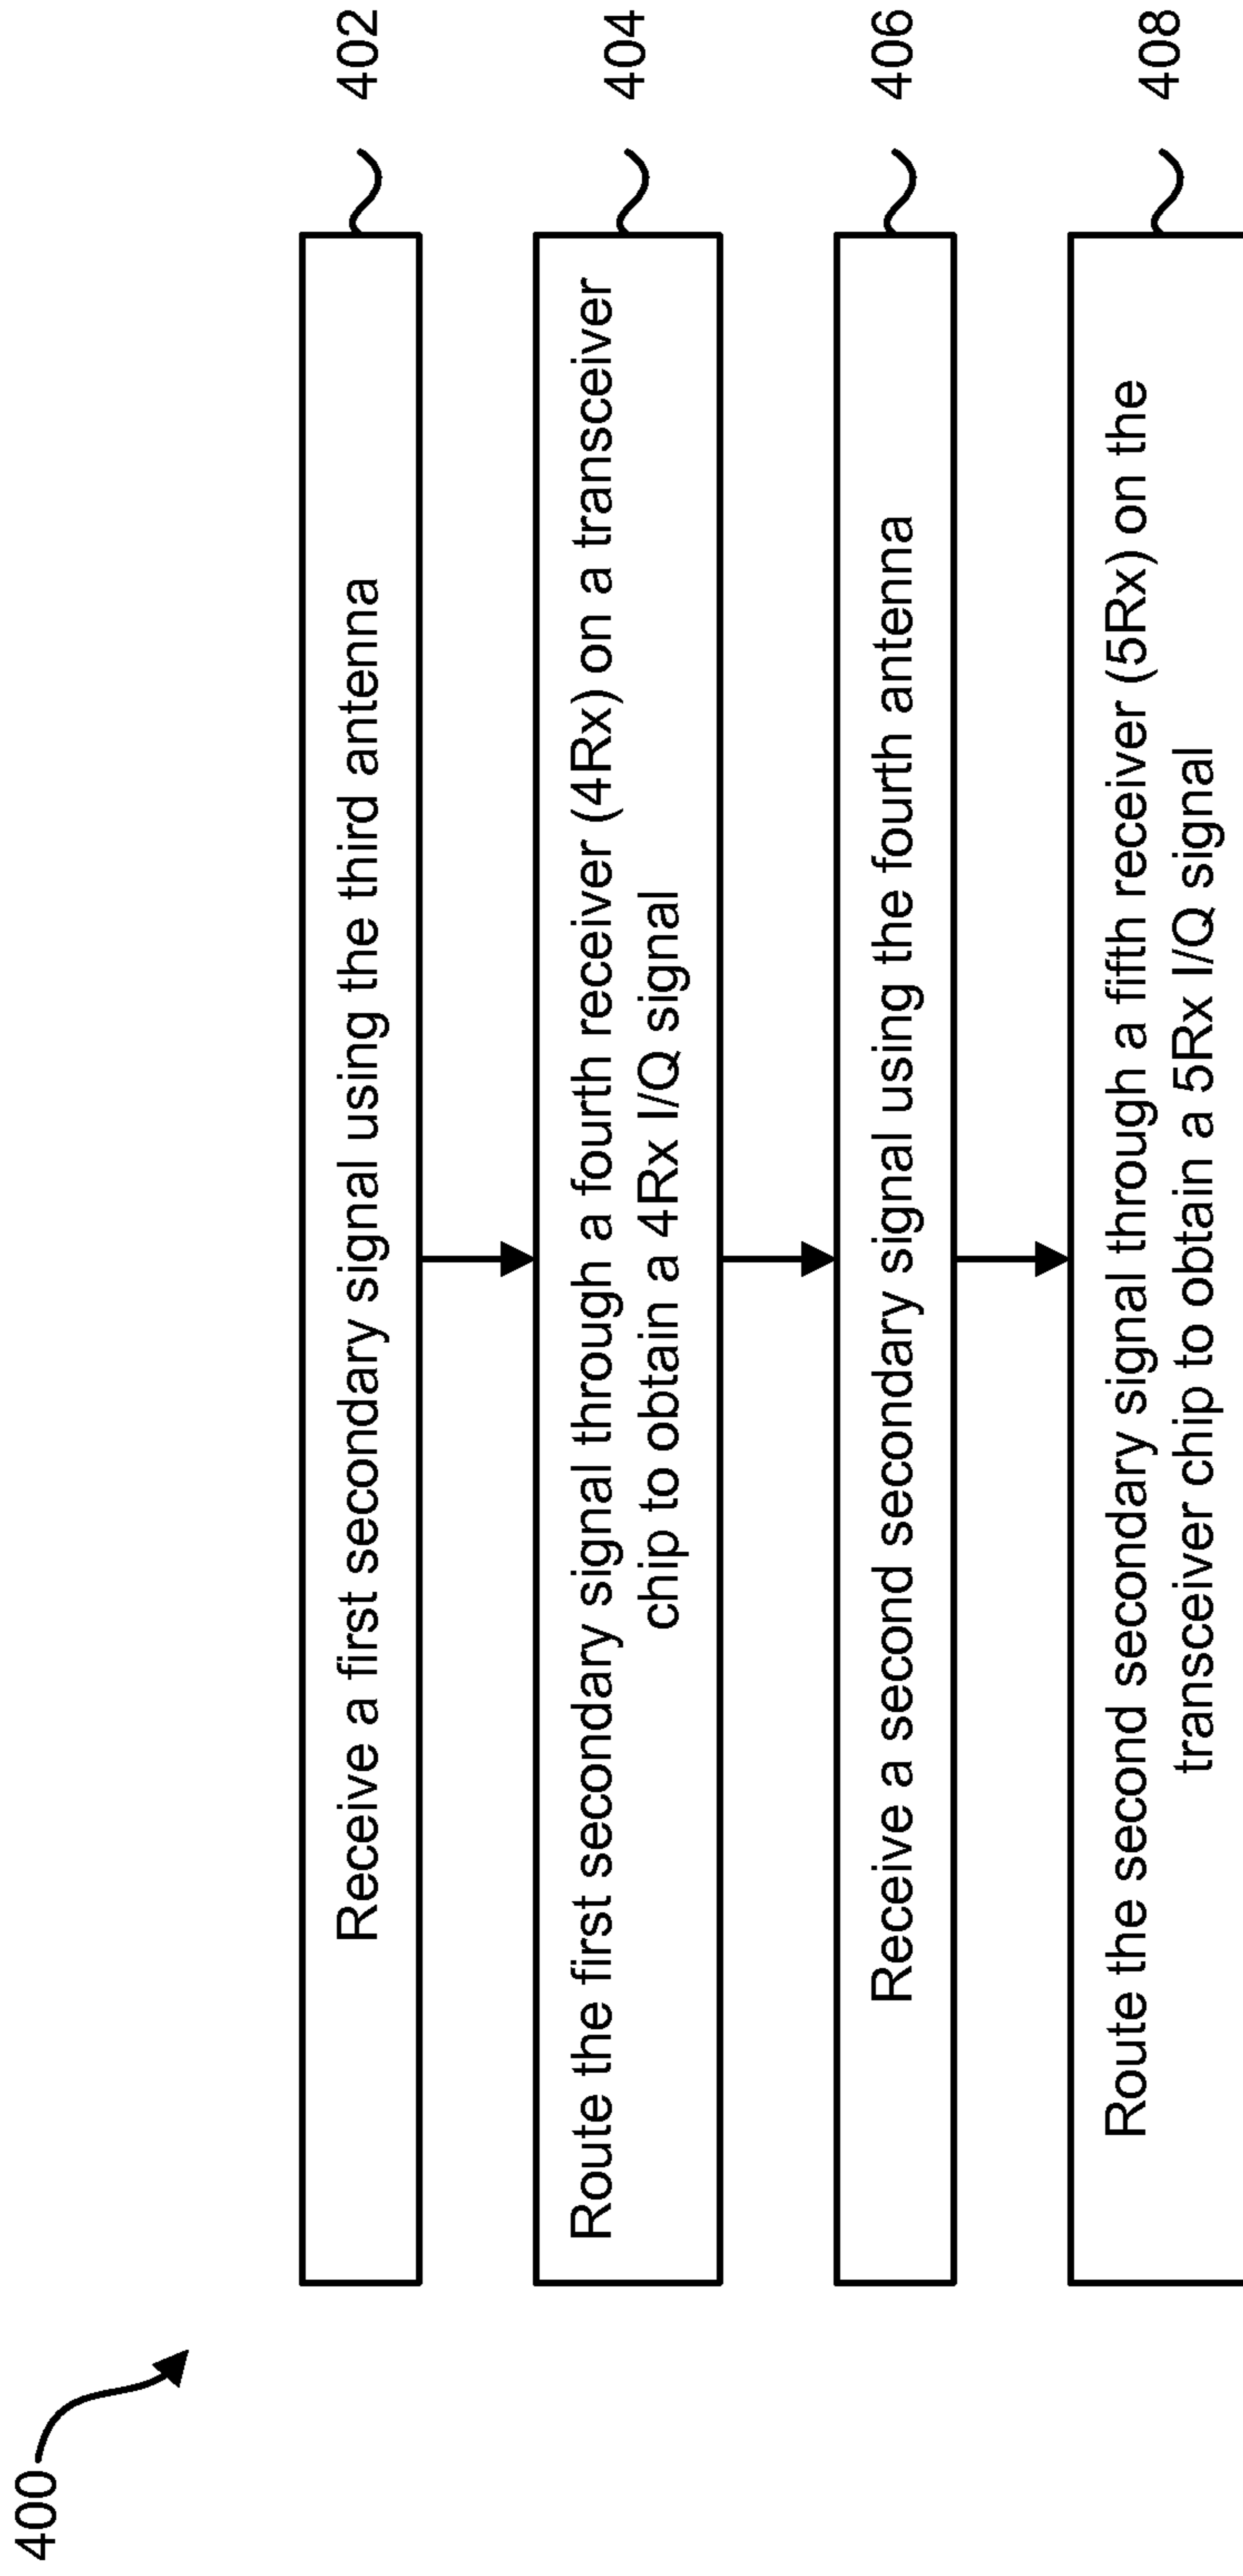 400
Receive a first secondary signal using the third antenna
402
Route the first secondary signal through a fourth receiver (4Rx) on a transceiver
chip to obtain a 4Rx I/Q signal
404
Receive a second secondary signal using the fourth antenna
406
Route the second secondary signal through a fifth receiver (5Rx) on the
transceiver chip to obtain a 5Rx I/Q signal
408